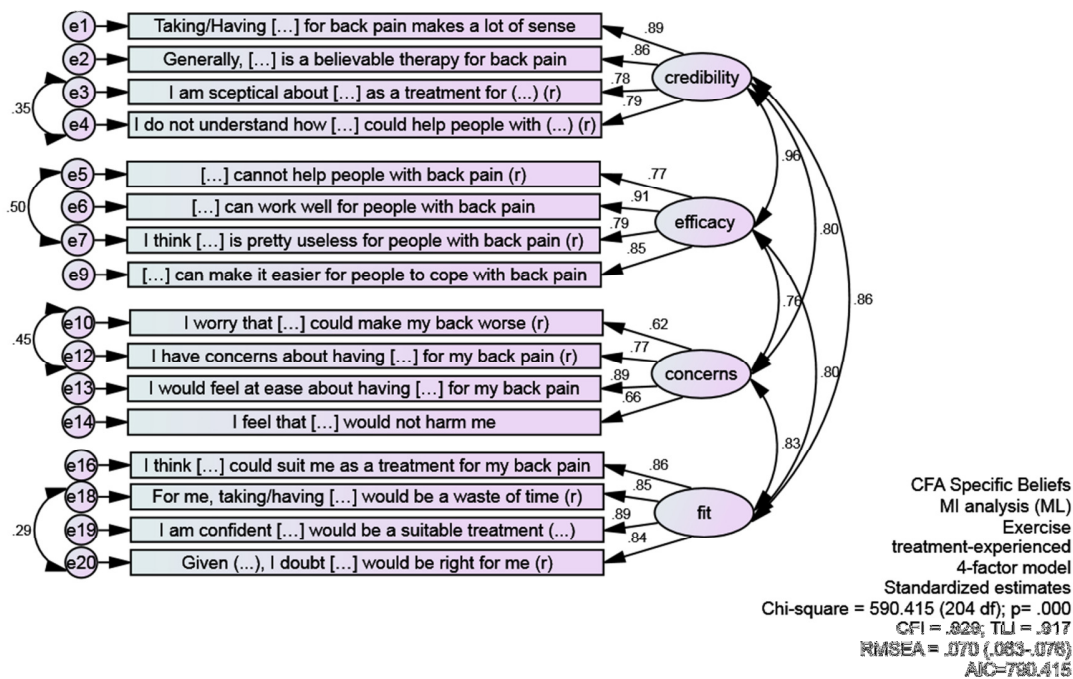 e1 Taking/Having [...] for back pain makes a lot of sense .89
e2 Generally, [...] is a believable therapy for back pain .86
credibility
e3 I am sceptical about [...] as a treatment for (...) (r) .78
.35
e4 I do not understand how [...] could help people with (...) (r) .79
.96
e5 [...] cannot help people with back pain (r) .77
.50
e6 [...] can work well for people with back pain .91
efficacy
.80
e7 I think [...] is pretty useless for people with back pain (r) .79
e9 [...] can make it easier for people to cope with back pain .85
.76
.86
e10 I worry that [...] could make my back worse (r) .62
.45
e12 I have concerns about having [...] for my back pain (r) .77
concerns
.80
e13 I would feel at ease about having [...] for my back pain .89
e14 I feel that [...] would not harm me .66
.83
e16 I think [...] could suit me as a treatment for my back pain .86
e18 For me, taking/having [...] would be a waste of time (r) .85
fit
.29
e19 I am confident [...] would be a suitable treatment (...) .89
e20 Given (...), I doubt [...] would be right for me (r) .84
CFA Specific Beliefs
MI analysis (ML)
Exercise
treatment-experienced
4-factor model
Standardized estimates
Chi-square = 590.415 (204 df); p= .000
CFI = .929; TLI = .917
RMSEA = .070 (.063-.076)
AIC=790.415